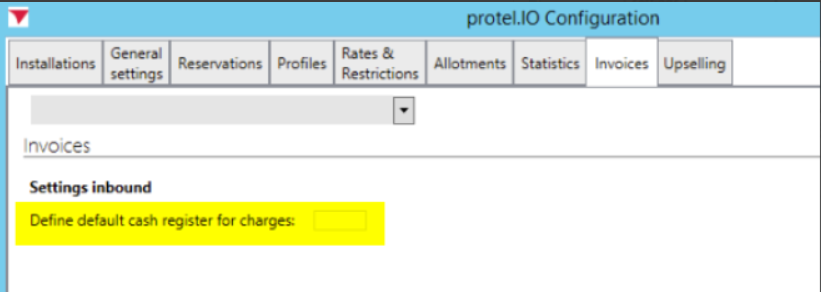 protel.IO Configuration
Installations
General
settings
Reservations
Profiles
Rates &
Restrictions
Allotments
Statistics
Invoices
Upselling
Invoices
Settings inbound
Define default cash register for charges: